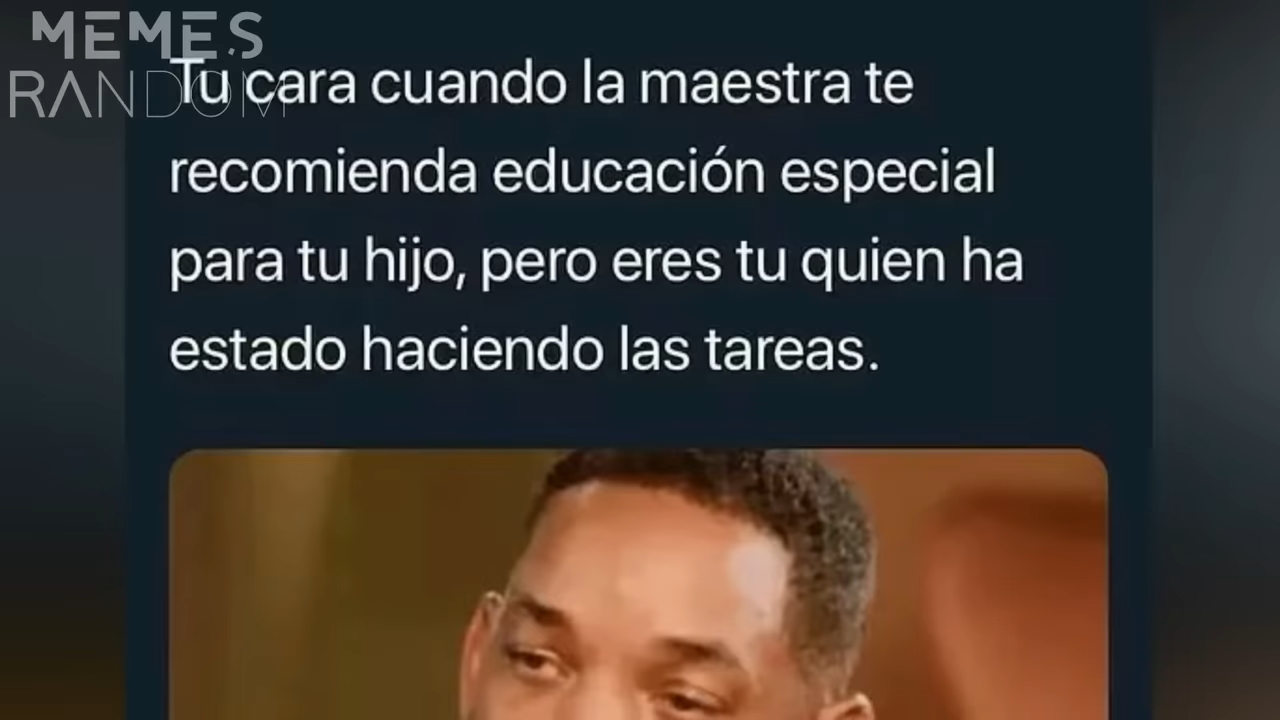 MEMES
RANDOM
Tu cara cuando la maestra te
recomienda educación especial
para tu hijo, pero eres tu quien ha
estado haciendo las tareas.